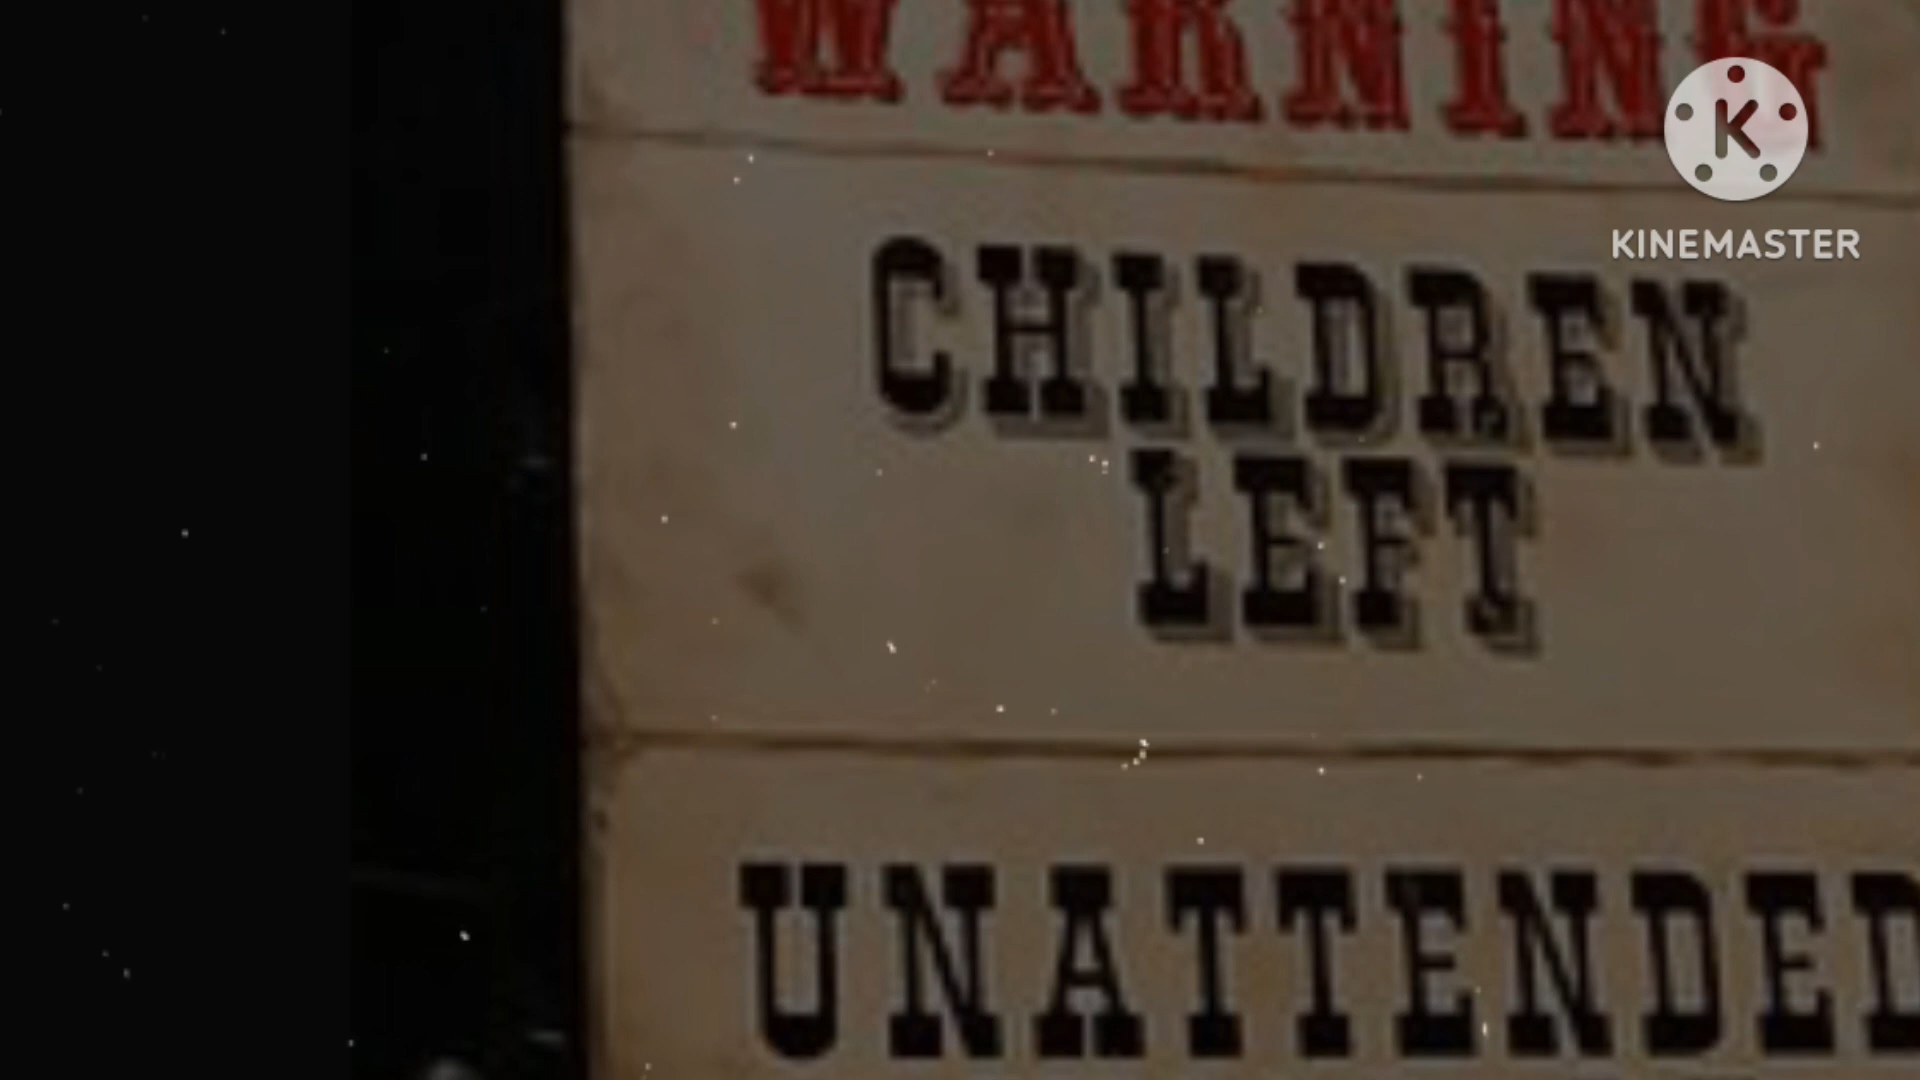 WARNING
K
KINEMASTER
CHILDREN
LEFT
UNATTENDED